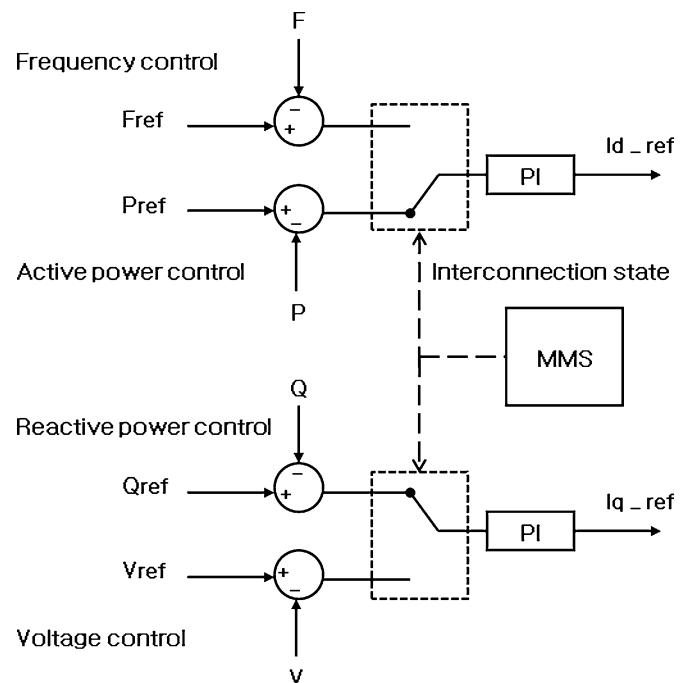 F
Frequency control
−
Fref
+
Id _ ref
PI
Pref
+
−
Active power control
Interconnection state
P
MMS
Q
Reactive power control
−
Qref
+
Iq _ ref
PI
Vref
+
−
Voltage control
V